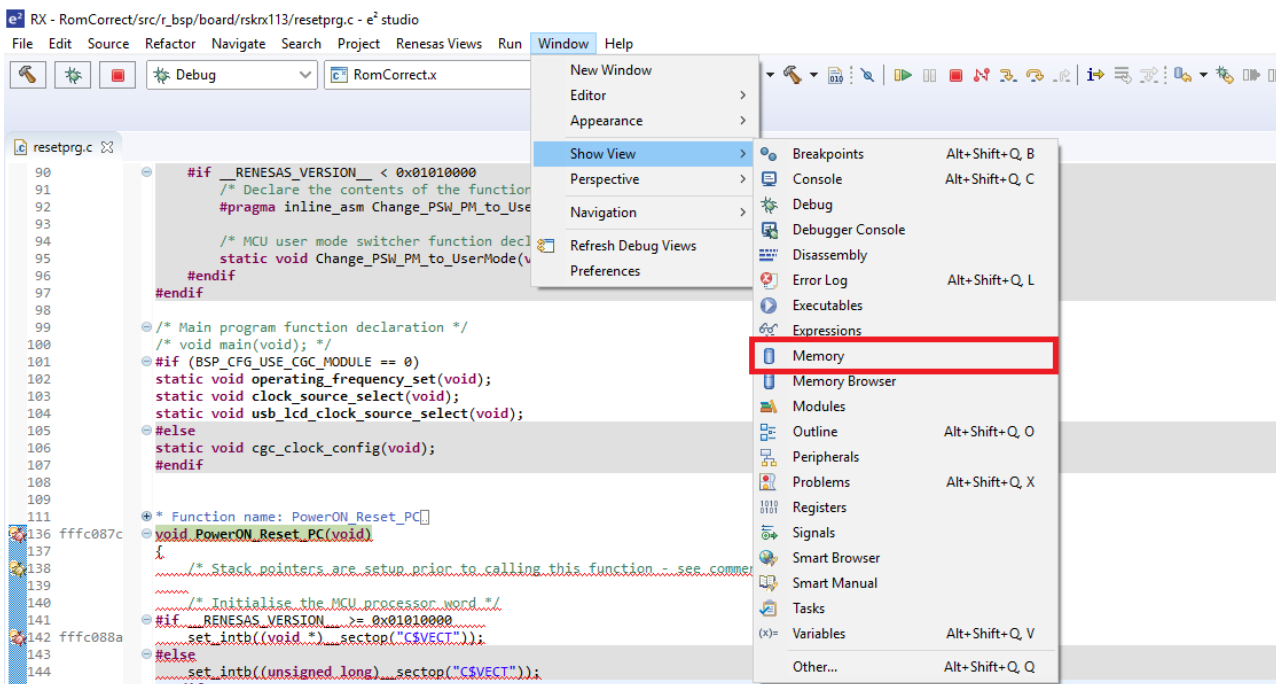 RX - RomCorrect/src/r_bsp/board/rskrx113/resetprg.c - e² studio
File Edit Source Refactor Navigate Search Project Renesas Views Run Window Help
Debug
RomCorrect.x
New Window
Editor
Appearance
Show View
Perspective
Navigation
Refresh Debug Views
Preferences
Breakpoints Alt+Shift+Q, B
Console Alt+Shift+Q, C
Debug
Debugger Console
Disassembly
Error Log Alt+Shift+Q, L
Executables
Expressions
Memory
Memory Browser
Modules
Outline Alt+Shift+Q, O
Peripherals
Problems Alt+Shift+Q, X
Registers
Signals
Smart Browser
Smart Manual
Tasks
Variables Alt+Shift+Q, V
Other... Alt+Shift+Q, Q
resetprg.c
90 #if __RENESAS_VERSION__ < 0x01010000
91 /* Declare the contents of the function
92 #pragma inline_asm Change_PSW_PM_to_Use
93
94 /* MCU user mode switcher function decl
95 static void Change_PSW_PM_to_UserMode(v
96 #endif
97 #endif
98
99 /* Main program function declaration */
100 /* void main(void); */
101 #if (BSP_CFG_USE_CGC_MODULE == 0)
102 static void operating_frequency_set(void);
103 static void clock_source_select(void);
104 static void usb_lcd_clock_source_select(void);
105 #else
106 static void cgc_clock_config(void);
107 #endif
108
109
111 * Function name: PowerON_Reset_PC
136 fffc087c void PowerON_Reset_PC(void)
137 {
138 /* Stack pointers are setup prior to calling this function - see commen
139
140 /* Initialise the MCU processor word */
141 #if __RENESAS_VERSION__ >= 0x01010000
142 fffc088a set_intb((void *)__sectop("C$VECT"));
143 #else
144 set_intb((unsigned long)__sectop("C$VECT"));